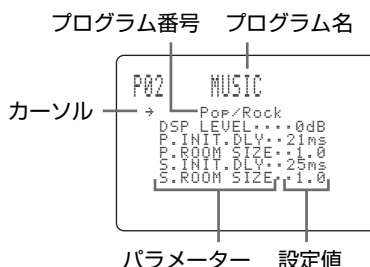 プログラム番号 プログラム名
P02 MUSIC
カーソル → Pop/Rock
DSP LEVEL････0dB
P.INIT.DLY･･21ms
P.ROOM SIZE･･1.0
S.INIT.DLY･･25ms
S.ROOM SIZE･･1.0
パラメーター 設定値